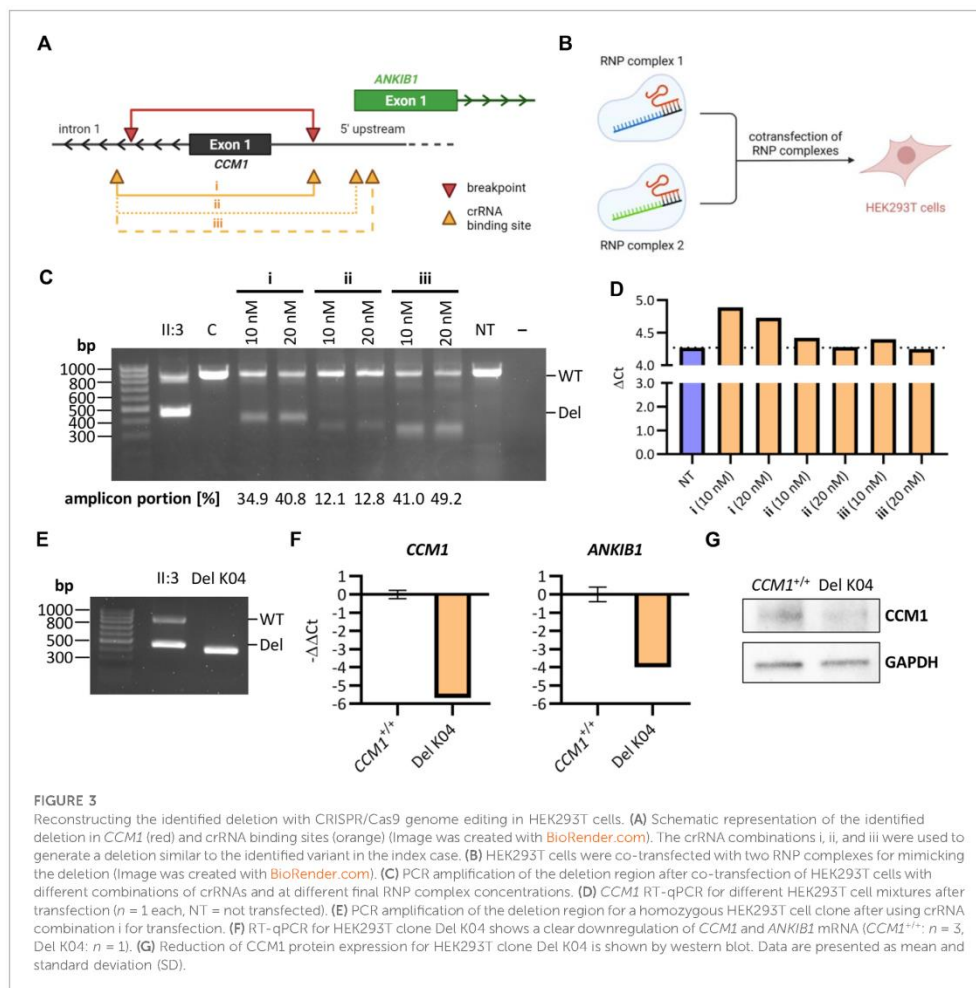 A
ANKIB1
Exon 1
intron 1
5' upstream
Exon 1
CCM1
i
ii
iii
breakpoint
crRNA
binding site
B
RNP complex 1
RNP complex 2
cotransfection of
RNP complexes
HEK293T cells
C
i ii iii
II:3 C 10 nM 20 nM 10 nM 20 nM 10 nM 20 nM NT –
bp
1000
800
600
500
400
300
WT
Del
amplicon portion [%] 34.9 40.8 12.1 12.8 41.0 49.2
D
ΔCt
5.0
4.5
4.0
3.0
2.0
1.0
0.0
NT
i (10 nM)
i (20 nM)
ii (10 nM)
ii (20 nM)
iii (10 nM)
iii (20 nM)
E
bp
II:3 Del K04
1000
800
500
300
WT
Del
F
CCM1
-ΔΔCt
1
0
-1
-2
-3
-4
-5
-6
CCM1+/+
Del K04
ANKIB1
1
0
-1
-2
-3
-4
-5
-6
CCM1+/+
Del K04
G
CCM1+/+ Del K04
CCM1
GAPDH
FIGURE 3
Reconstructing the identified deletion with CRISPR/Cas9 genome editing in HEK293T cells. (A) Schematic representation of the identified
deletion in CCM1 (red) and crRNA binding sites (orange) (Image was created with BioRender.com). The crRNA combinations i, ii, and iii were used to
generate a deletion similar to the identified variant in the index case. (B) HEK293T cells were co-transfected with two RNP complexes for mimicking
the deletion (Image was created with BioRender.com). (C) PCR amplification of the deletion region after co-transfection of HEK293T cells with
different combinations of crRNAs and at different final RNP complex concentrations. (D) CCM1 RT-qPCR for different HEK293T cell mixtures after
transfection (n = 1 each, NT = not transfected). (E) PCR amplification of the deletion region for a homozygous HEK293T cell clone after using crRNA
combination i for transfection. (F) RT-qPCR for HEK293T clone Del K04 shows a clear downregulation of CCM1 and ANKIB1 mRNA (CCM1+/+: n = 3,
Del K04: n = 1). (G) Reduction of CCM1 protein expression for HEK293T clone Del K04 is shown by western blot. Data are presented as mean and
standard deviation (SD).